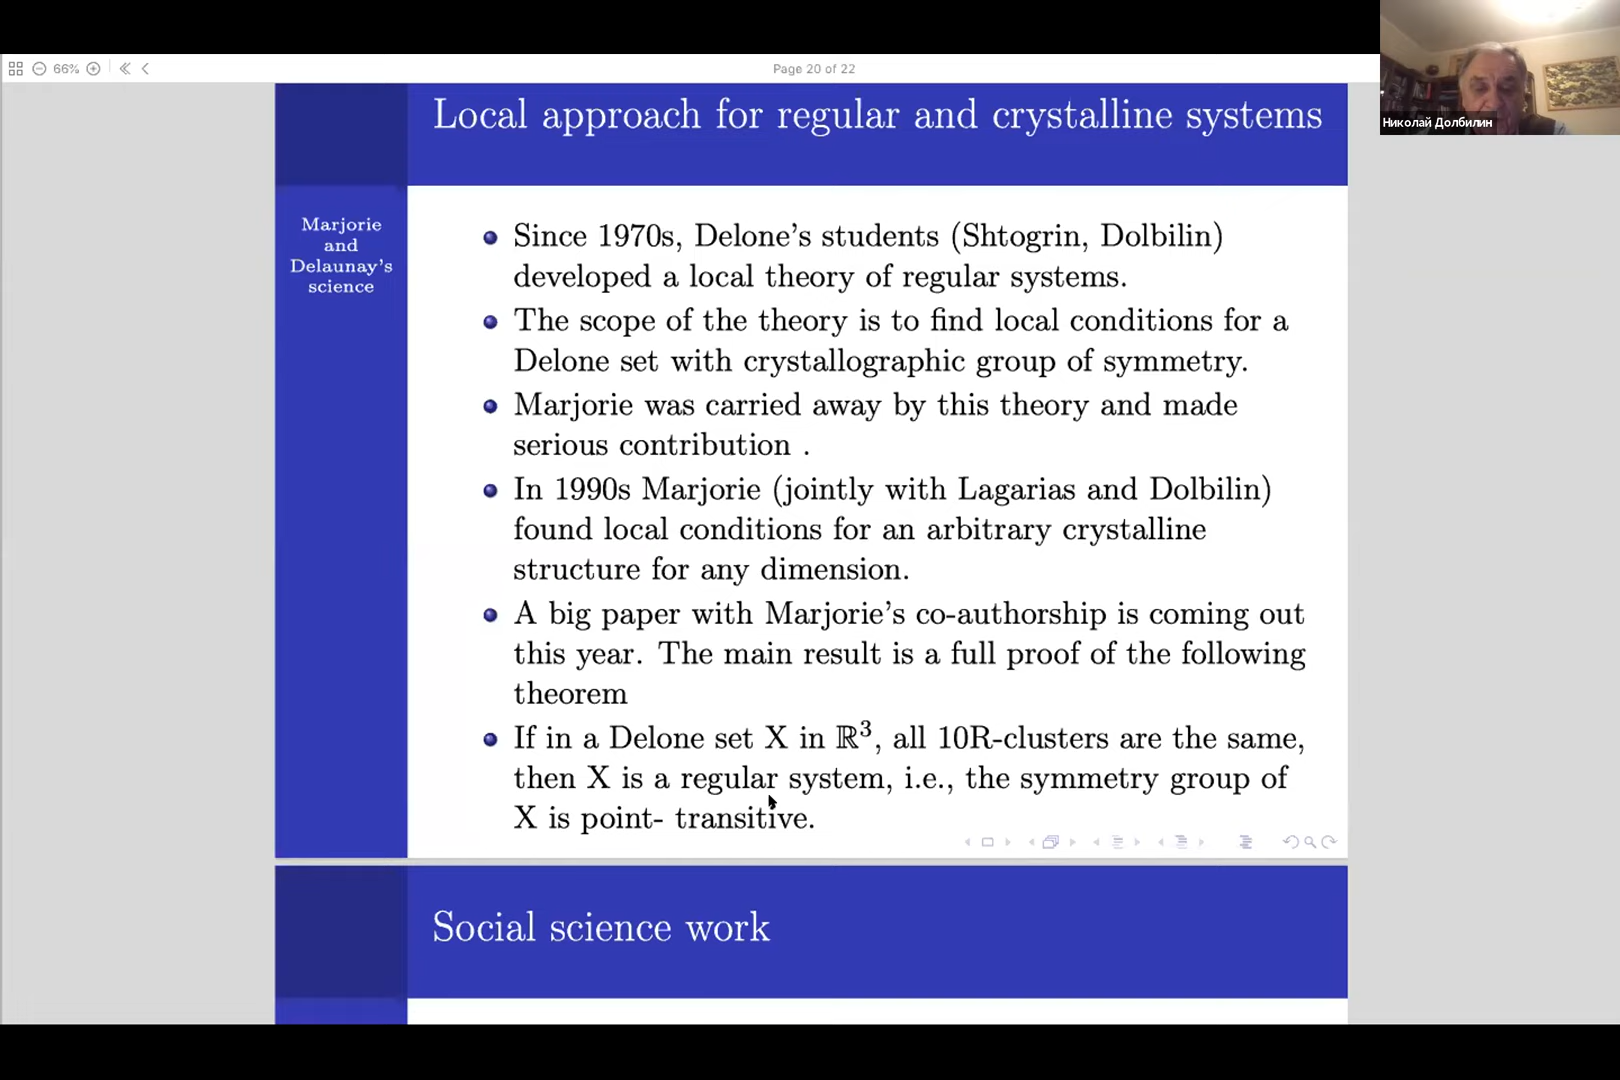 66%
Page 20 of 22
Николай Долбилин
Local approach for regular and crystalline systems
Marjorie
and
Delaunay's
science
Since 1970s, Delone's students (Shtogrin, Dolbilin)
developed a local theory of regular systems.
The scope of the theory is to find local conditions for a
Delone set with crystallographic group of symmetry.
Marjorie was carried away by this theory and made
serious contribution .
In 1990s Marjorie (jointly with Lagarias and Dolbilin)
found local conditions for an arbitrary crystalline
structure for any dimension.
A big paper with Marjorie's co-authorship is coming out
this year. The main result is a full proof of the following
theorem
If in a Delone set X in ℝ³, all 10R-clusters are the same,
then X is a regular system, i.e., the symmetry group of
X is point- transitive.
Social science work